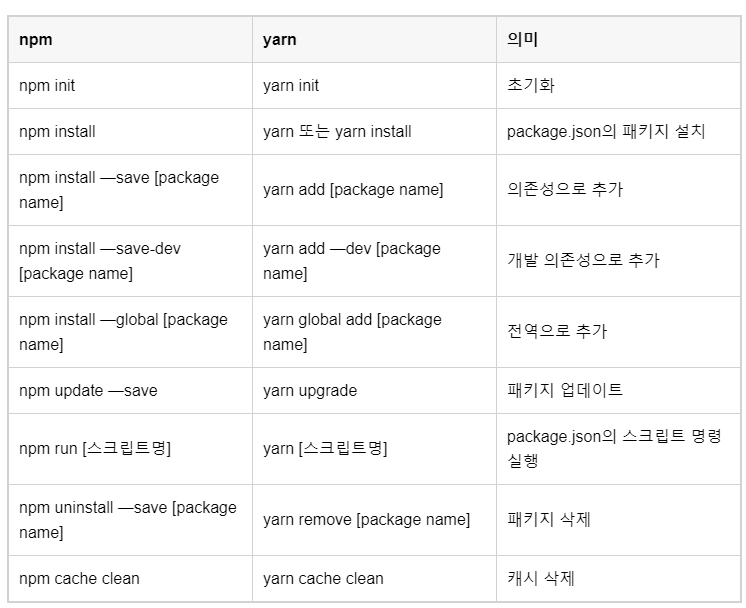 npm
yarn
의미
npm init
yarn init
초기화
npm install
yarn 또는 yarn install
package.json의 패키지 설치
npm install —save [package
name]
yarn add [package name]
의존성으로 추가
npm install —save-dev
[package name]
yarn add —dev [package
name]
개발 의존성으로 추가
npm install —global [package
name]
yarn global add [package
name]
전역으로 추가
npm update —save
yarn upgrade
패키지 업데이트
npm run [스크립트명]
yarn [스크립트명]
package.json의 스크립트 명령
실행
npm uninstall —save [package
name]
yarn remove [package name]
패키지 삭제
npm cache clean
yarn cache clean
캐시 삭제